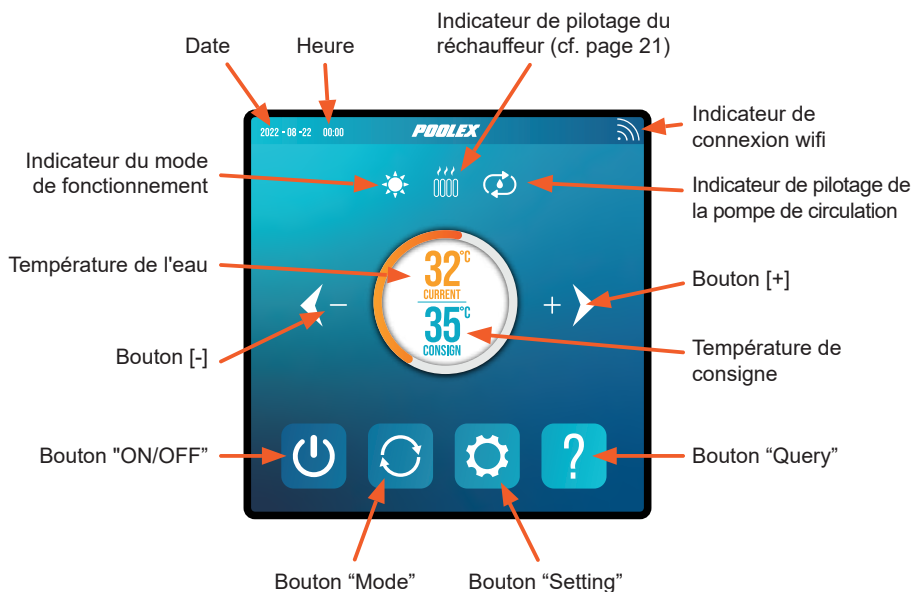 Indicateur de pilotage du
réchauffeur (cf. page 21)
Date
Heure
Indicateur de
connexion wifi
2022 - 08 -22
00:00
POOLEX
Indicateur du mode
de fonctionnement
Indicateur de pilotage de
la pompe de circulation
Température de l'eau
32°C
CURRENT
35°C
CONSIGN
−
+
Bouton [+]
Bouton [-]
Température de
consigne
Bouton "ON/OFF”
?
Bouton “Query”
Bouton “Mode”
Bouton “Setting”